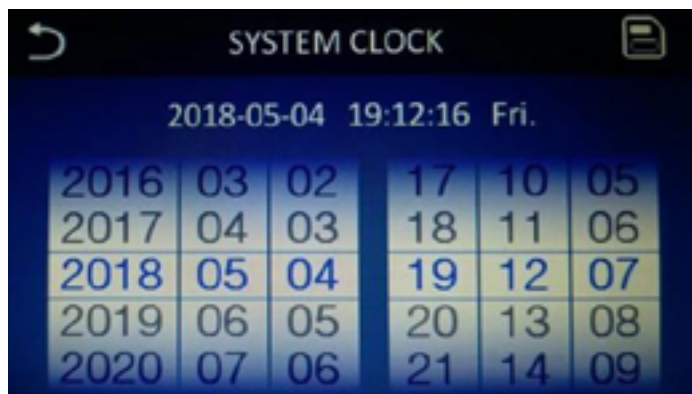 SYSTEM CLOCK
2018-05-04 19:12:16 Fri.
2016 03 02 17 10 05
2017 04 03 18 11 06
2018 05 04 19 12 07
2019 06 05 20 13 08
2020 07 06 21 14 09